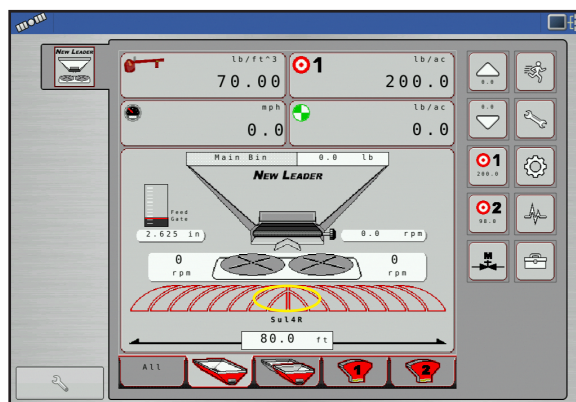 lb/ft^3
70.00
1
lb/ac
200.0
mph
0.0
lb/ac
0.0
NEW LEADER
Main Bin
0.0 lb
NEW LEADER
Feed
Gate
2.625 in
0.0 rpm
0
rpm
0
rpm
Sul4R
80.0 ft
All
1
2
0.0
0.0
1
200.0
2
90.0
M